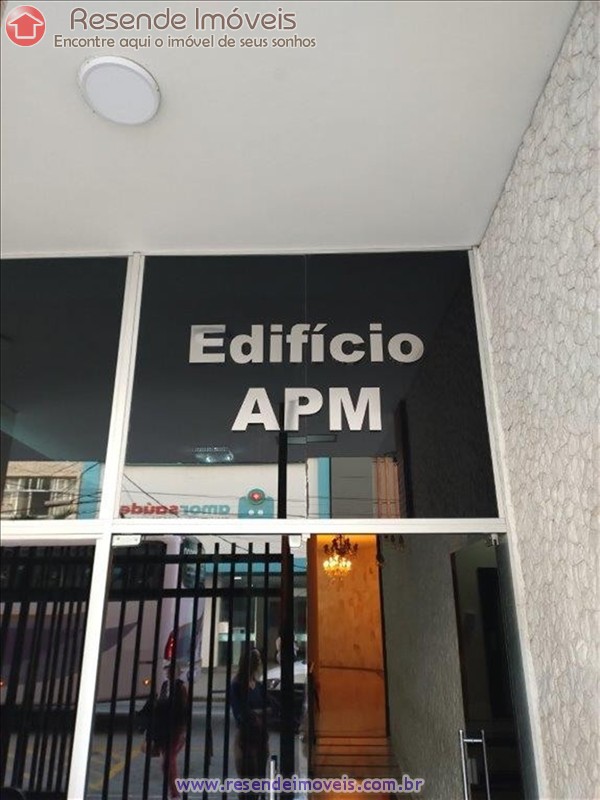 Resende Imóveis
Encontre aqui o imóvel de seus sonhos
Edifício
APM
amorsaúde
www.resendeimoveis.com.br